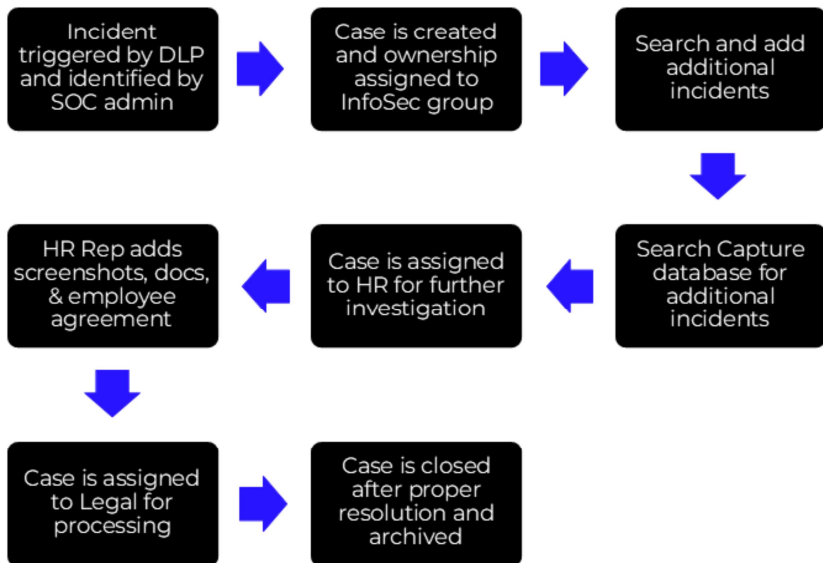 Incident
triggered by DLP
and identified by
SOC admin
Case is created
and ownership
assigned to
InfoSec group
Search and add
additional
incidents
Search Capture
database for
additional
incidents
Case is assigned
to HR for further
investigation
HR Rep adds
screenshots, docs,
& employee
agreement
Case is assigned
to Legal for
processing
Case is closed
after proper
resolution and
archived